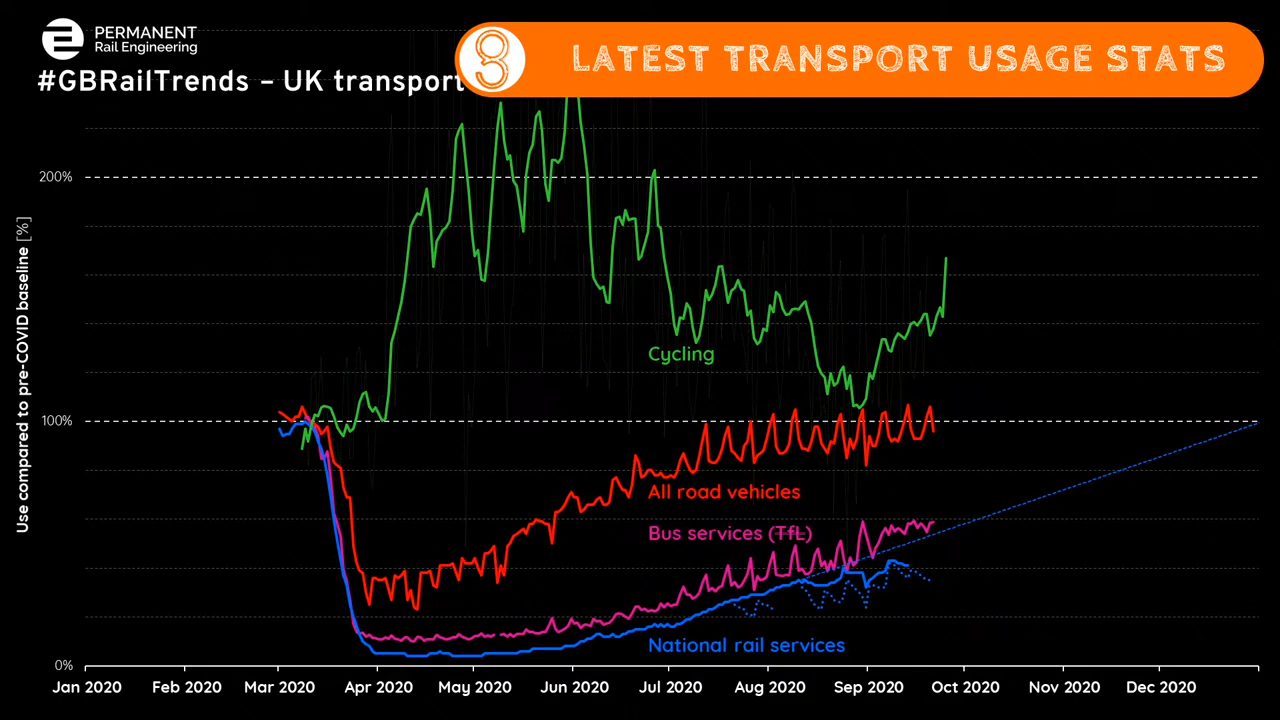 PERMANENT
Rail Engineering
LATEST TRANSPORT USAGE STATS
#GBRailTrends – UK transport
200%
100%
0%
Use compared to pre-COVID baseline [%]
Cycling
All road vehicles
Bus services (TfL)
National rail services
Jan 2020
Feb 2020
Mar 2020
Apr 2020
May 2020
Jun 2020
Jul 2020
Aug 2020
Sep 2020
Oct 2020
Nov 2020
Dec 2020